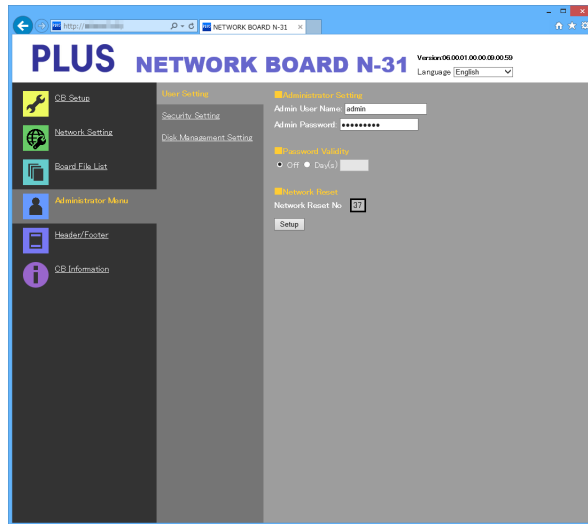 http://
NETWORK BOARD N-31
PLUS NETWORK BOARD N-31
Version:06.00.01.00.00.09.00.59
Language English
CB Setup
Network Setting
Board File List
Administrator Menu
Header/Footer
CB Information
User Setting
Security Setting
Disk Management Setting
Administrator Setting
Admin User Name: admin
Admin Password: •••••••••
Password Validity
Off Day(s)
Network Reset
Network Reset No 37
Setup